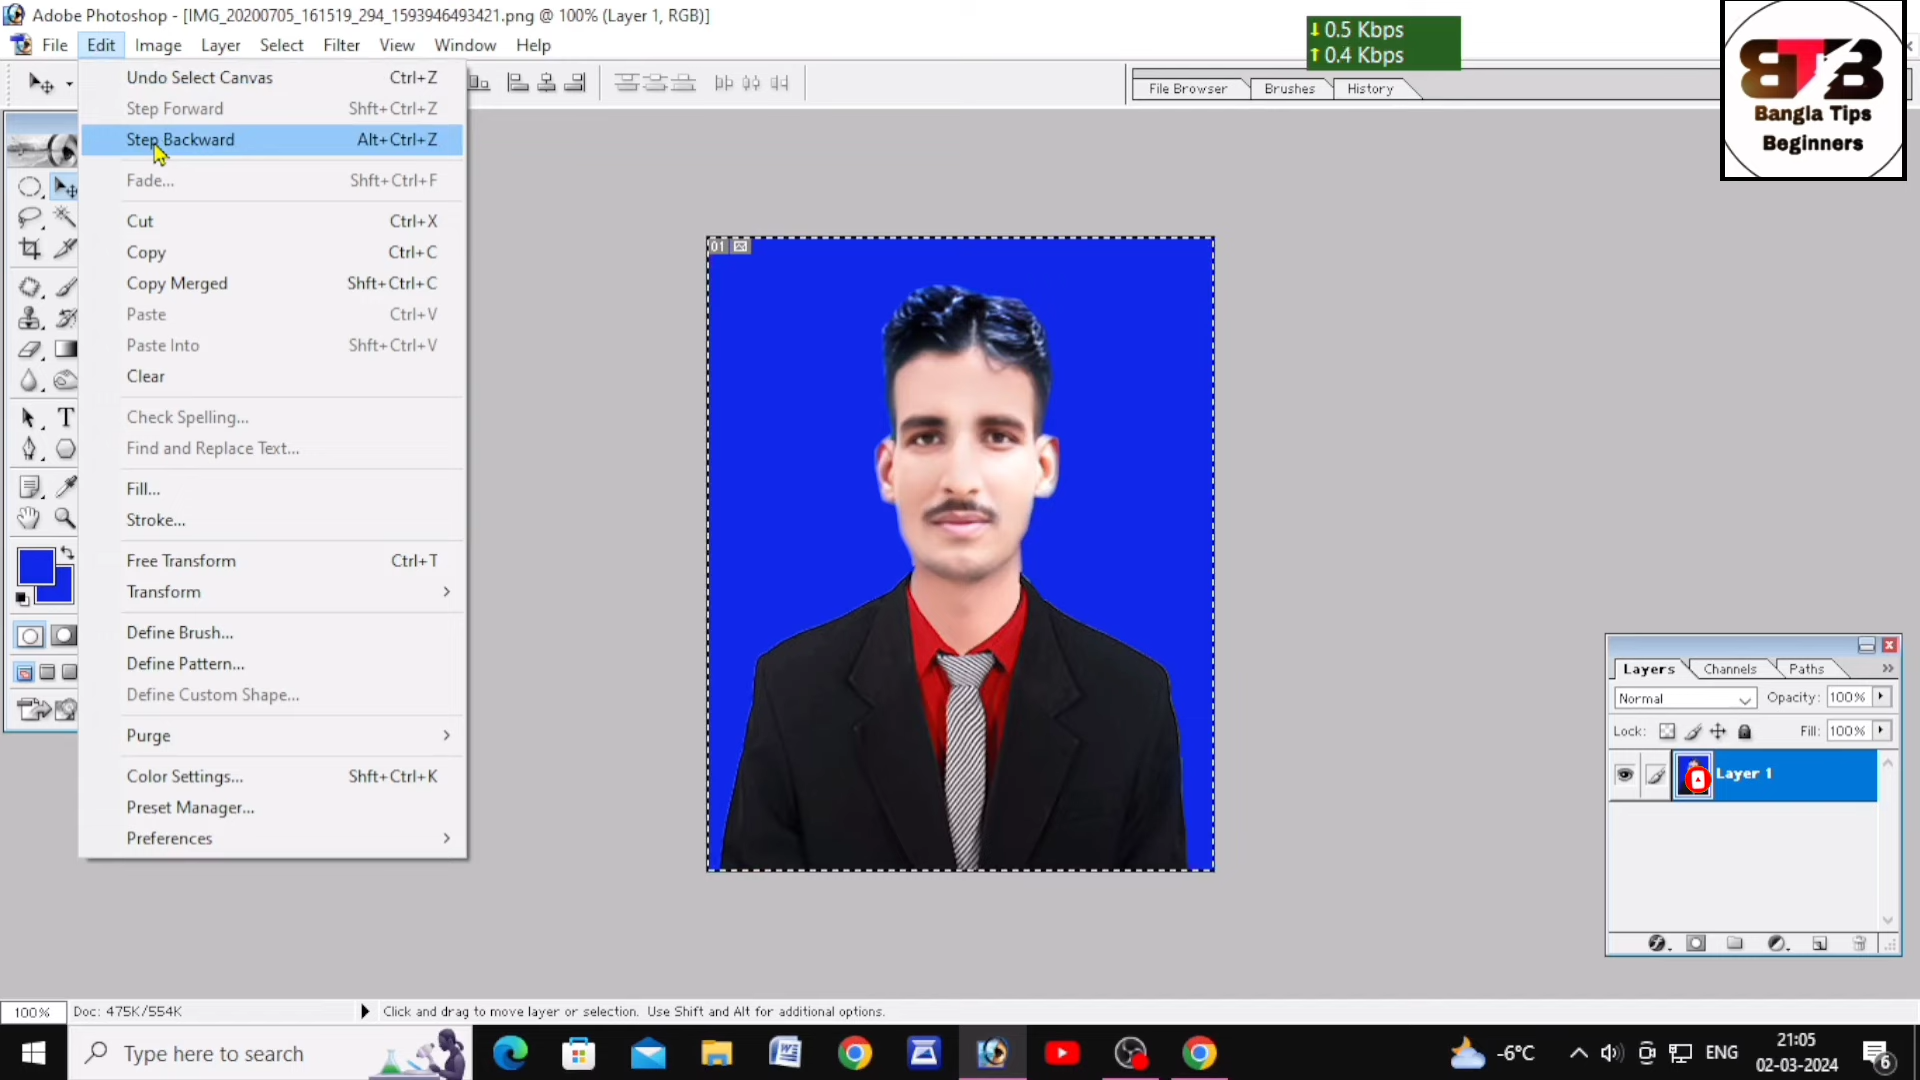 Adobe Photoshop - [IMG_20200705_161519_294_1593946493421.png @ 100% (Layer 1, RGB)]
File Edit Image Layer Select Filter View Window Help
0.5 Kbps
0.4 Kbps
BTB
Bangla Tips
Beginners
File Browser Brushes History
Undo Select Canvas Ctrl+Z
Step Forward Shft+Ctrl+Z
Step Backward Alt+Ctrl+Z
Fade... Shft+Ctrl+F
Cut Ctrl+X
Copy Ctrl+C
Copy Merged Shft+Ctrl+C
Paste Ctrl+V
Paste Into Shft+Ctrl+V
Clear
Check Spelling...
Find and Replace Text...
Fill...
Stroke...
Free Transform Ctrl+T
Transform
Define Brush...
Define Pattern...
Define Custom Shape...
Purge
Color Settings... Shft+Ctrl+K
Preset Manager...
Preferences
01
Layers Channels Paths
Normal Opacity: 100%
Lock: Fill: 100%
Layer 1
100% Doc: 475K/554K Click and drag to move layer or selection. Use Shift and Alt for additional options.
Type here to search
-6°C
ENG
21:05
02-03-2024
6